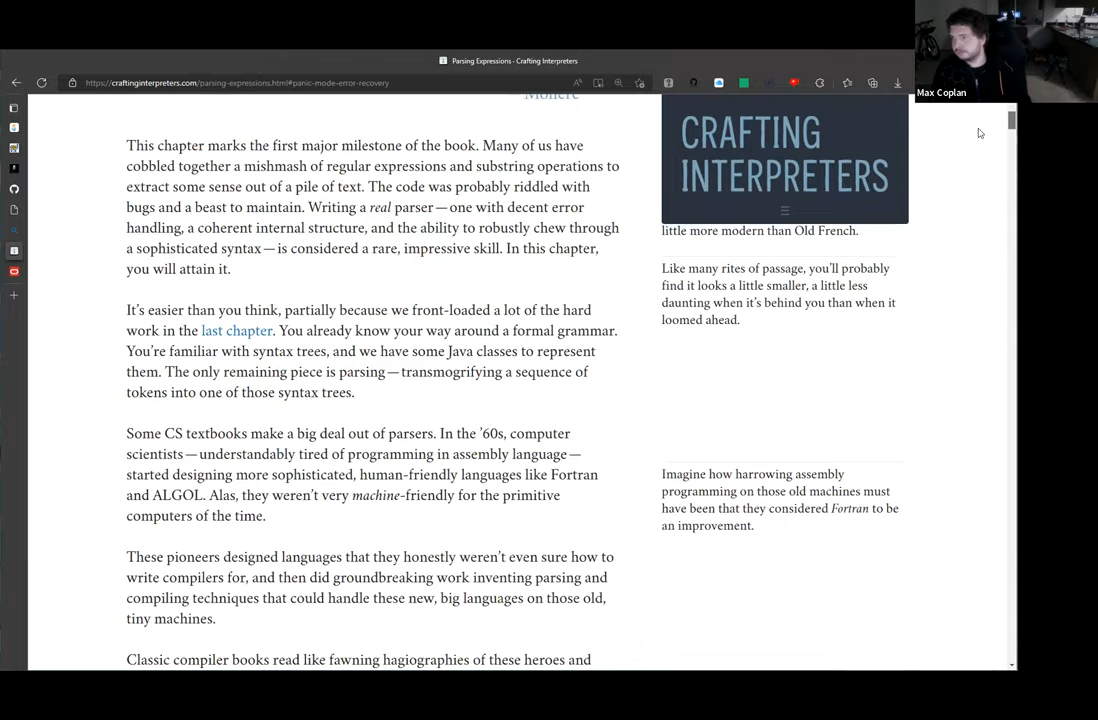 Max Coplan
Parsing Expressions - Crafting Interpreters
https://craftinginterpreters.com/parsing-expressions.html#panic-mode-error-recovery
Molière
This chapter marks the first major milestone of the book. Many of us have
cobbled together a mishmash of regular expressions and substring operations to
extract some sense out of a pile of text. The code was probably riddled with
bugs and a beast to maintain. Writing a real parser—one with decent error
handling, a coherent internal structure, and the ability to robustly chew through
a sophisticated syntax—is considered a rare, impressive skill. In this chapter,
you will attain it.
It’s easier than you think, partially because we front-loaded a lot of the hard
work in the last chapter. You already know your way around a formal grammar.
You’re familiar with syntax trees, and we have some Java classes to represent
them. The only remaining piece is parsing—transmogrifying a sequence of
tokens into one of those syntax trees.
Some CS textbooks make a big deal out of parsers. In the ’60s, computer
scientists—understandably tired of programming in assembly language—
started designing more sophisticated, human-friendly languages like Fortran
and ALGOL. Alas, they weren’t very machine-friendly for the primitive
computers of the time.
These pioneers designed languages that they honestly weren’t even sure how to
write compilers for, and then did groundbreaking work inventing parsing and
compiling techniques that could handle these new, big languages on those old,
tiny machines.
Classic compiler books read like fawning hagiographies of these heroes and
CRAFTING
INTERPRETERS
little more modern than Old French.
Like many rites of passage, you’ll probably
find it looks a little smaller, a little less
daunting when it’s behind you than when it
loomed ahead.
Imagine how harrowing assembly
programming on those old machines must
have been that they considered Fortran to be
an improvement.